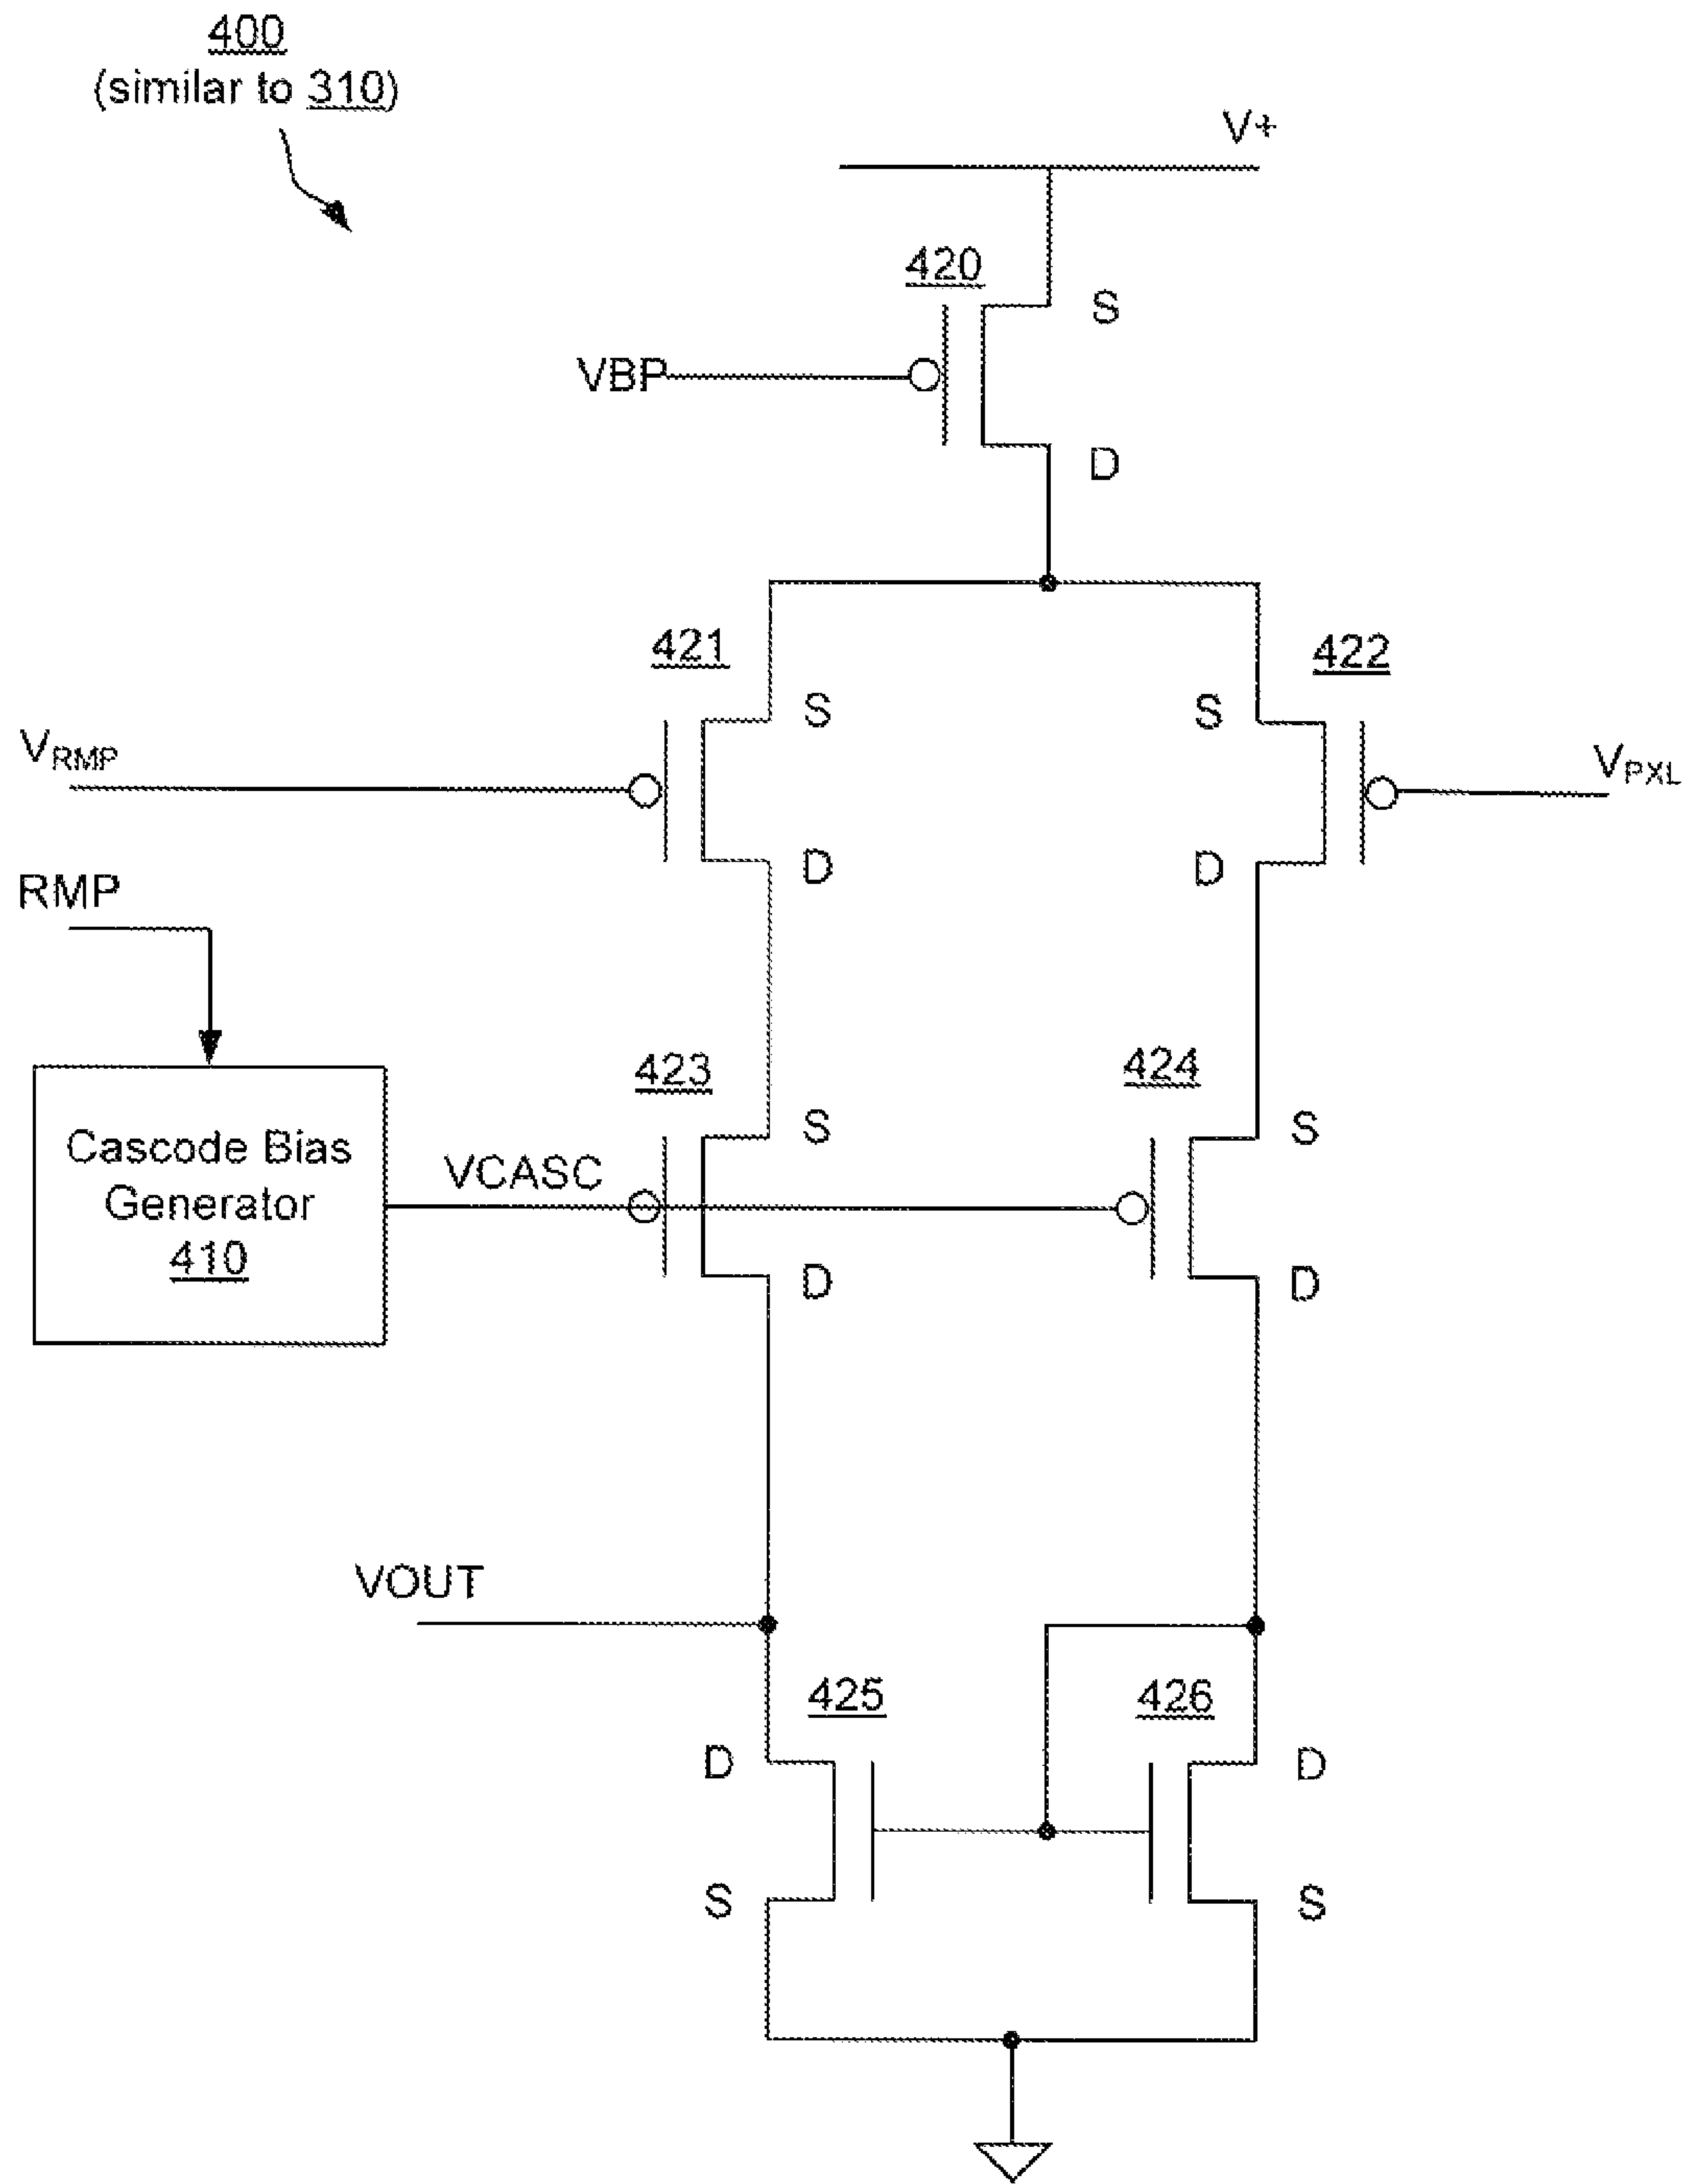 400
(similar to 310)
V+
420
S
VBP
D
421
422
S
S
VRMP
VPXL
D
D
RMP
423
424
S
S
Cascode Bias
Generator
410
VCASC
D
D
VOUT
425
426
D
D
S
S